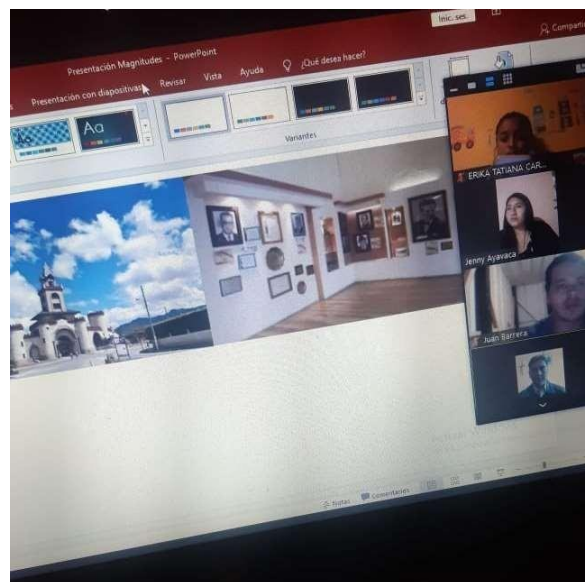 Inic. ses.
Presentación Magnitudes - PowerPoint
Compartir
Presentación con diapositivas
Revisar
Vista
Ayuda
¿Qué desea hacer?
Aa
Variantes
ERIKA TATIANA CAR...
Jenny Ayavaca
Juan Barrera
Notas
Comentarios